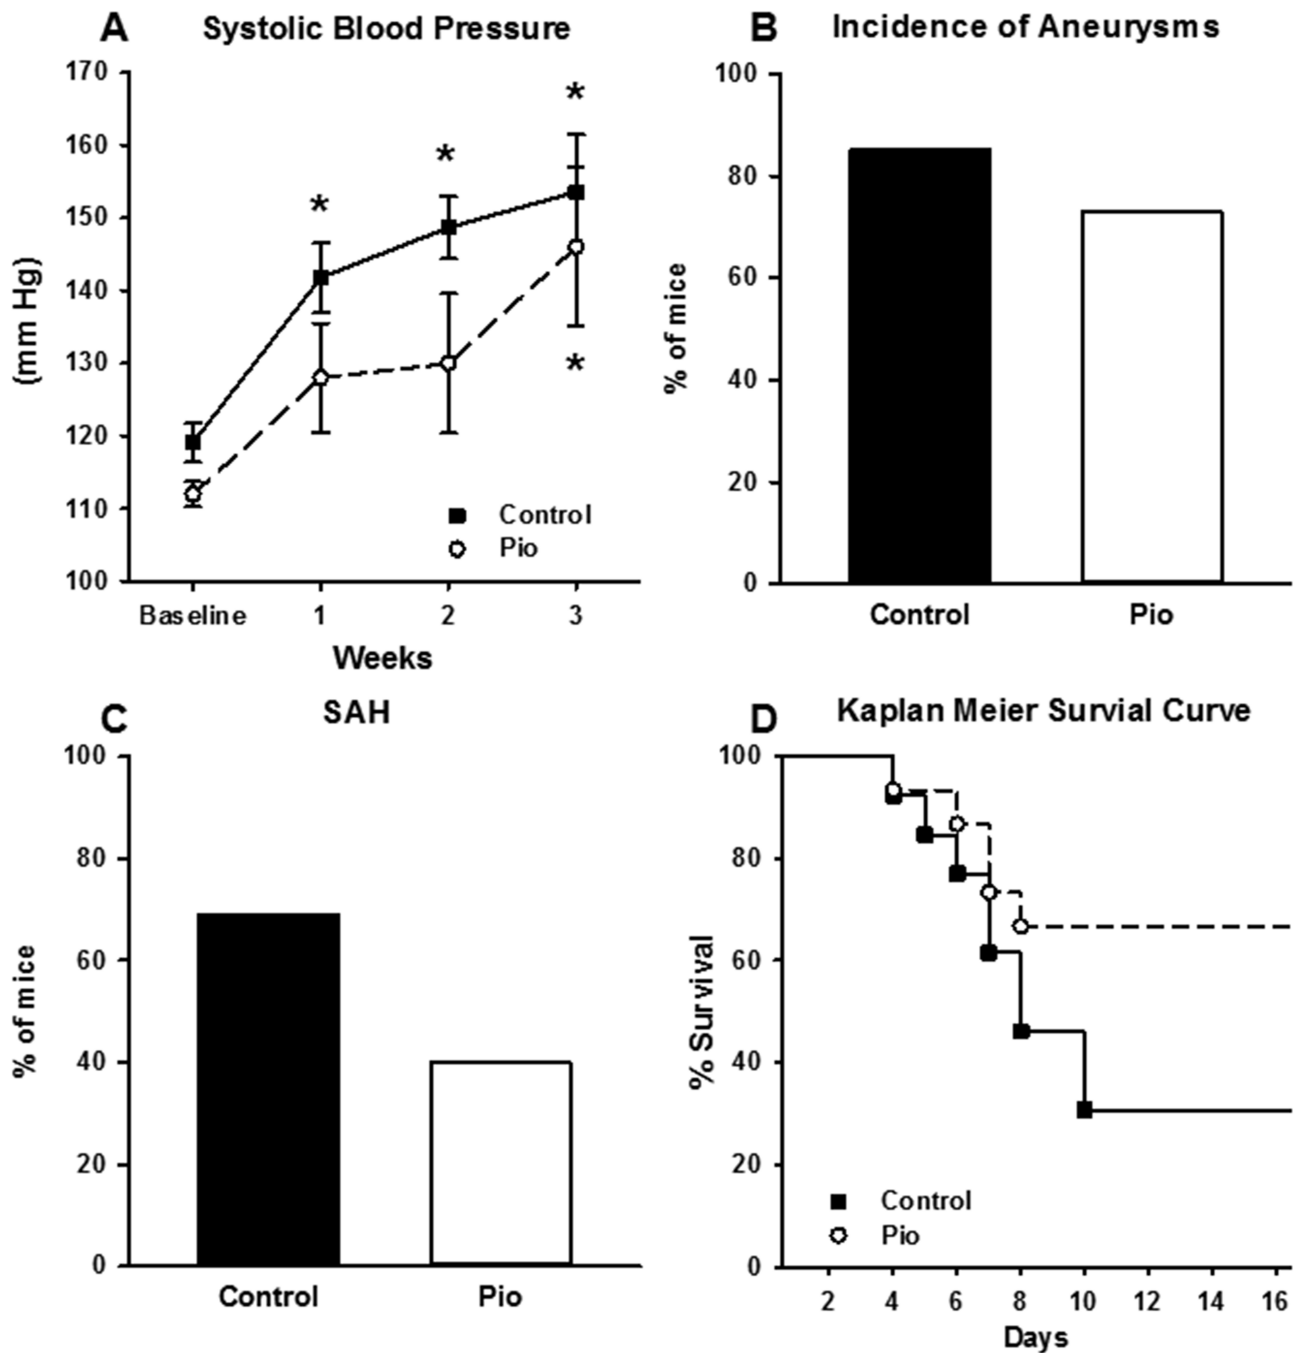 A Systolic Blood Pressure
170
160
150
140
130
120
110
100
(mm Hg)
* * *
*
Control
Pio
Baseline 1 2 3
Weeks
B Incidence of Aneurysms
100
80
60
40
20
0
% of mice
Control Pio
C SAH
100
80
60
40
20
0
% of mice
Control Pio
D Kaplan Meier Survial Curve
100
80
60
40
20
0
% Survival
Control
Pio
2 4 6 8 10 12 14 16
Days